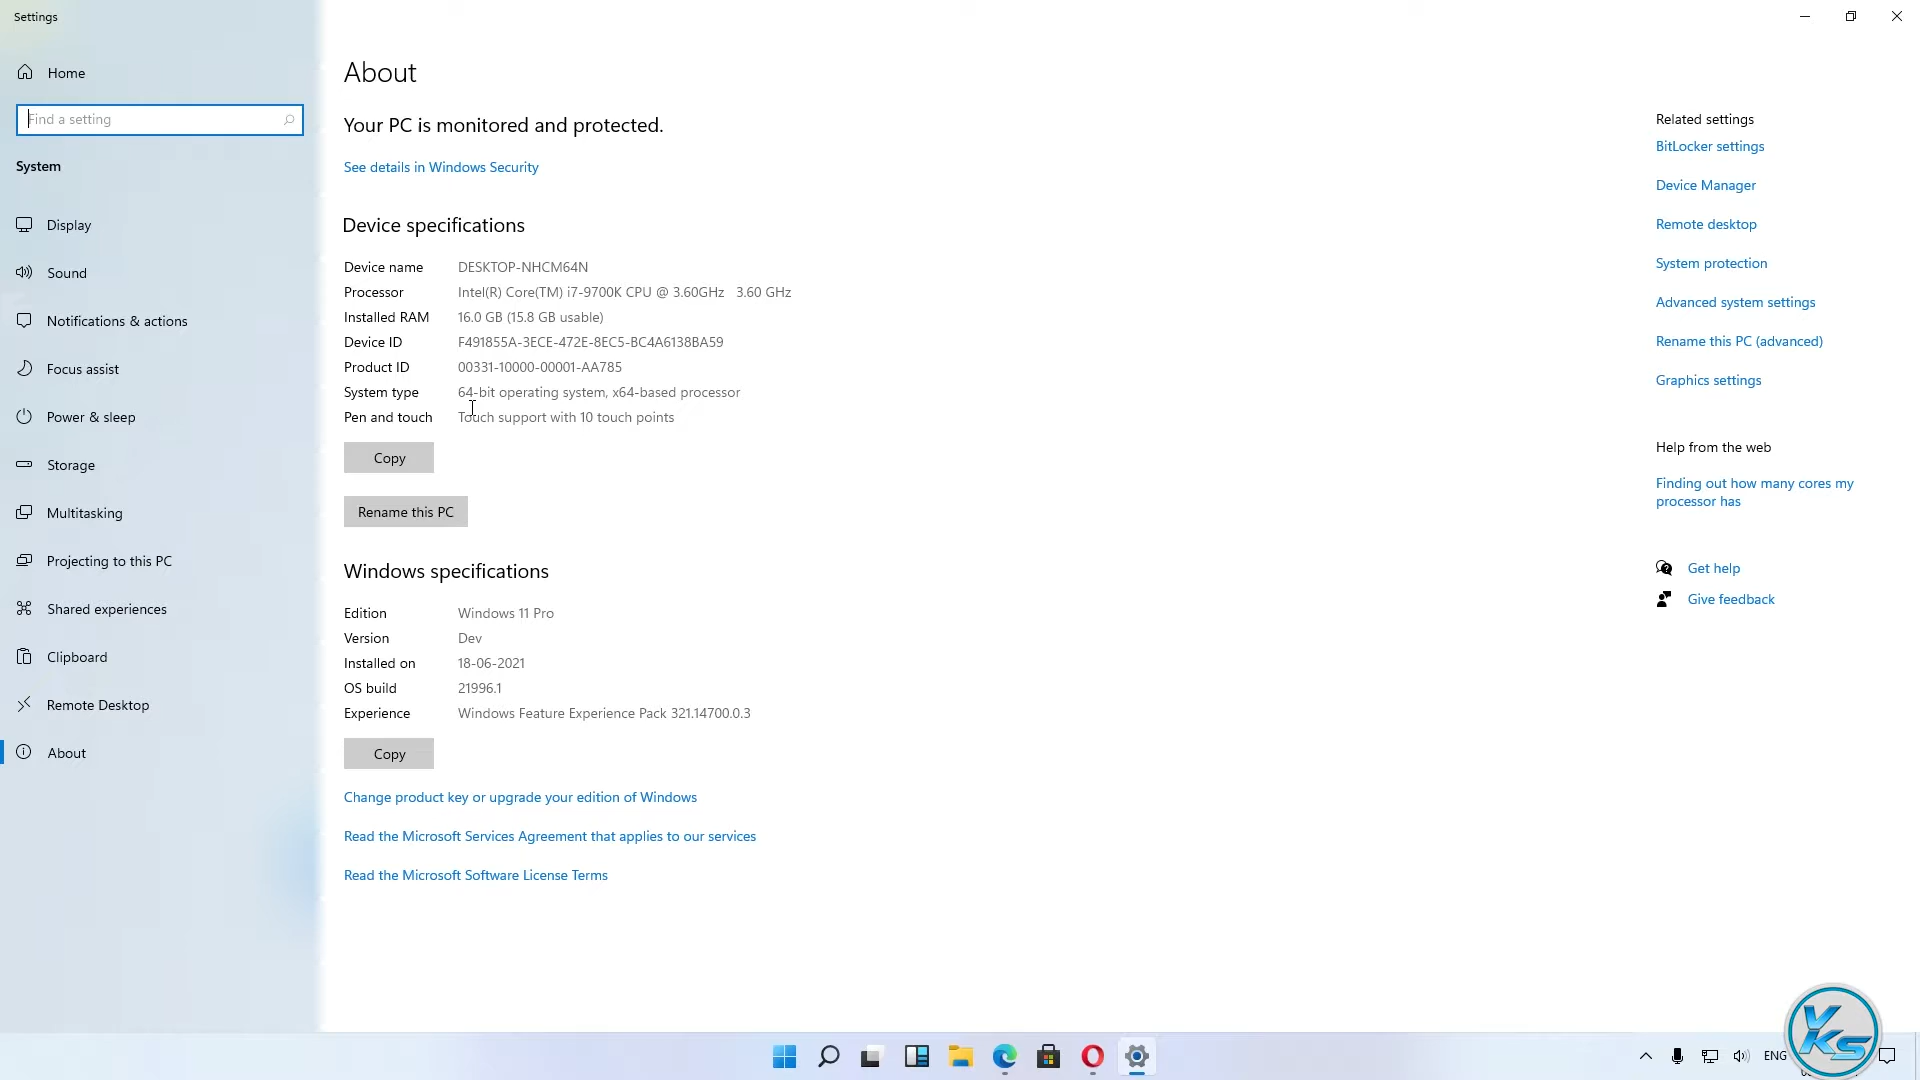 Settings
Home
Find a setting
System
Display
Sound
Notifications & actions
Focus assist
Power & sleep
Storage
Multitasking
Projecting to this PC
Shared experiences
Clipboard
Remote Desktop
About
About
Your PC is monitored and protected.
See details in Windows Security
Device specifications
Device name DESKTOP-NHCM64N
Processor Intel(R) Core(TM) i7-9700K CPU @ 3.60GHz 3.60 GHz
Installed RAM 16.0 GB (15.8 GB usable)
Device ID F491855A-3ECE-472E-8EC5-BC4A6138BA59
Product ID 00331-10000-00001-AA785
System type 64-bit operating system, x64-based processor
Pen and touch Touch support with 10 touch points
Copy
Rename this PC
Windows specifications
Edition Windows 11 Pro
Version Dev
Installed on 18-06-2021
OS build 21996.1
Experience Windows Feature Experience Pack 321.14700.0.3
Copy
Change product key or upgrade your edition of Windows
Read the Microsoft Services Agreement that applies to our services
Read the Microsoft Software License Terms
Related settings
BitLocker settings
Device Manager
Remote desktop
System protection
Advanced system settings
Rename this PC (advanced)
Graphics settings
Help from the web
Finding out how many cores my
processor has
Get help
Give feedback
ENG
VKS